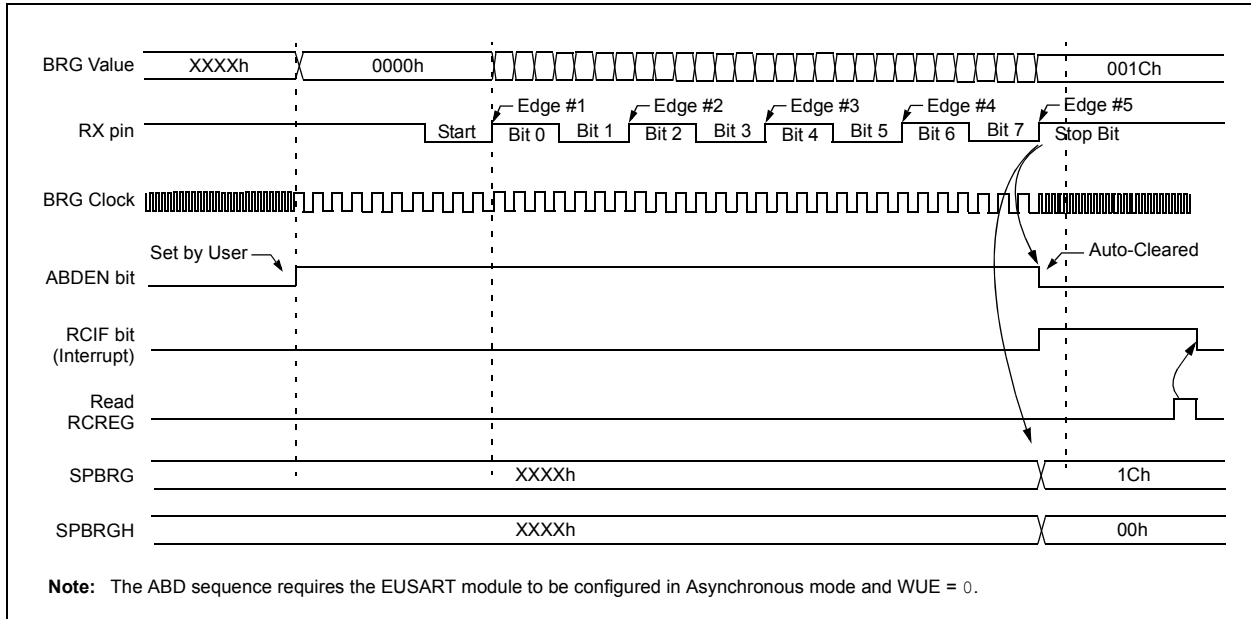 BRG Value XXXXh 0000h 001Ch
Edge #1 Edge #2 Edge #3 Edge #4 Edge #5
RX pin Start Bit 0 Bit 1 Bit 2 Bit 3 Bit 4 Bit 5 Bit 6 Bit 7 Stop Bit
BRG Clock
Set by User Auto-Cleared
ABDEN bit
RCIF bit
(Interrupt)
Read
RCREG
SPBRG XXXXh 1Ch
SPBRGH XXXXh 00h
Note: The ABD sequence requires the EUSART module to be configured in Asynchronous mode and WUE = 0.